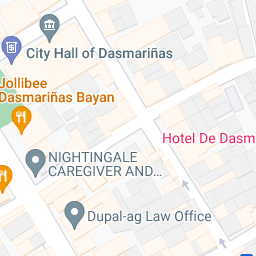 City Hall of Dasmariñas
Jollibee
Dasmariñas Bayan
Hotel De Dasm
NIGHTINGALE
CAREGIVER AND...
Dupal-ag Law Office